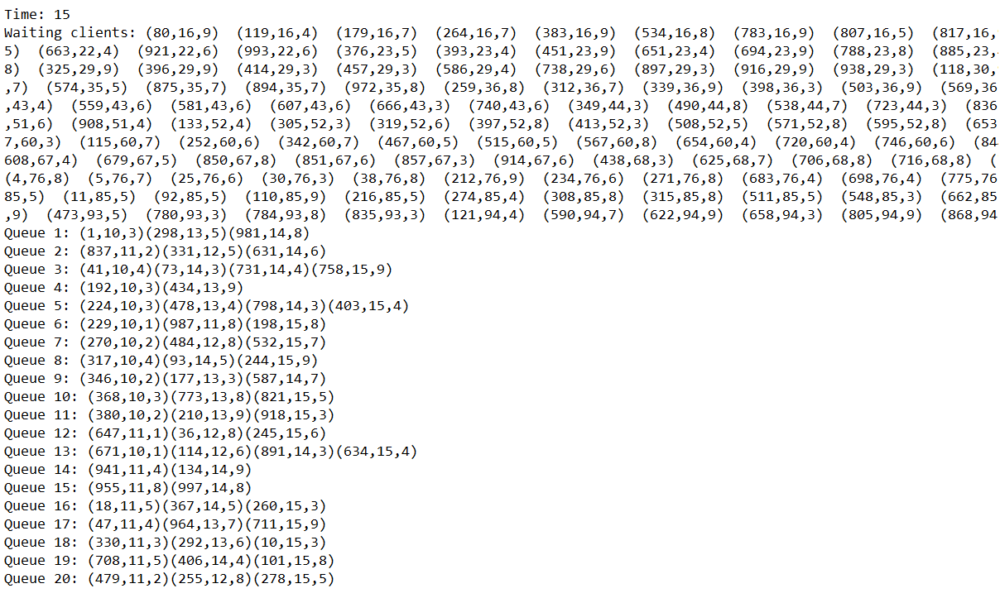 Time: 15
Waiting clients: (80,16,9)  (119,16,4)  (179,16,7)  (264,16,7)  (383,16,9)  (534,16,8)  (783,16,9)  (807,16,5)  (817,16,
5)  (663,22,4)  (921,22,6)  (993,22,6)  (376,23,5)  (393,23,4)  (451,23,9)  (651,23,4)  (694,23,9)  (788,23,8)  (885,23,
8)  (325,29,9)  (396,29,9)  (414,29,3)  (457,29,3)  (586,29,4)  (738,29,6)  (897,29,3)  (916,29,9)  (938,29,3)  (118,30,
,7)  (574,35,5)  (875,35,7)  (894,35,7)  (972,35,8)  (259,36,8)  (312,36,7)  (339,36,9)  (398,36,3)  (503,36,9)  (569,36
,43,4)  (559,43,6)  (581,43,6)  (607,43,6)  (666,43,3)  (740,43,6)  (349,44,3)  (490,44,8)  (538,44,7)  (723,44,3)  (836
,51,6)  (908,51,4)  (133,52,4)  (305,52,3)  (319,52,6)  (397,52,8)  (413,52,3)  (508,52,5)  (571,52,8)  (595,52,8)  (653
7,60,3)  (115,60,7)  (252,60,6)  (342,60,7)  (467,60,5)  (515,60,5)  (567,60,8)  (654,60,4)  (720,60,4)  (746,60,6)  (84
608,67,4)  (679,67,5)  (850,67,8)  (851,67,6)  (857,67,3)  (914,67,6)  (438,68,3)  (625,68,7)  (706,68,8)  (716,68,8)  (
(4,76,8)  (5,76,7)  (25,76,6)  (30,76,3)  (38,76,8)  (212,76,9)  (234,76,6)  (271,76,8)  (683,76,4)  (698,76,4)  (775,76
85,5)  (11,85,5)  (92,85,5)  (110,85,9)  (216,85,5)  (274,85,4)  (308,85,8)  (315,85,8)  (511,85,5)  (548,85,3)  (662,85
,9)  (473,93,5)  (780,93,3)  (784,93,8)  (835,93,3)  (121,94,4)  (590,94,7)  (622,94,9)  (658,94,3)  (805,94,9)  (868,94
Queue 1: (1,10,3)(298,13,5)(981,14,8)
Queue 2: (837,11,2)(331,12,5)(631,14,6)
Queue 3: (41,10,4)(73,14,3)(731,14,4)(758,15,9)
Queue 4: (192,10,3)(434,13,9)
Queue 5: (224,10,3)(478,13,4)(798,14,3)(403,15,4)
Queue 6: (229,10,1)(987,11,8)(198,15,8)
Queue 7: (270,10,2)(484,12,8)(532,15,7)
Queue 8: (317,10,4)(93,14,5)(244,15,9)
Queue 9: (346,10,2)(177,13,3)(587,14,7)
Queue 10: (368,10,3)(773,13,8)(821,15,5)
Queue 11: (380,10,2)(210,13,9)(918,15,3)
Queue 12: (647,11,1)(36,12,8)(245,15,6)
Queue 13: (671,10,1)(114,12,6)(891,14,3)(634,15,4)
Queue 14: (941,11,4)(134,14,9)
Queue 15: (955,11,8)(997,14,8)
Queue 16: (18,11,5)(367,14,5)(260,15,3)
Queue 17: (47,11,4)(964,13,7)(711,15,9)
Queue 18: (330,11,3)(292,13,6)(10,15,3)
Queue 19: (708,11,5)(406,14,4)(101,15,8)
Queue 20: (479,11,2)(255,12,8)(278,15,5)